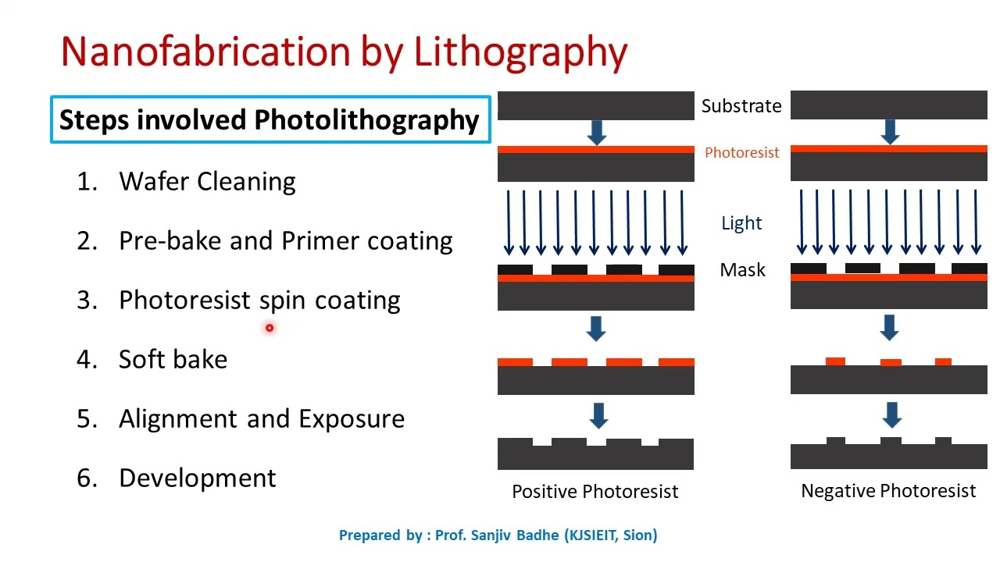 Nanofabrication by Lithography
Steps involved Photolithography
1. Wafer Cleaning
2. Pre-bake and Primer coating
3. Photoresist spin coating
4. Soft bake
5. Alignment and Exposure
6. Development
Substrate
Photoresist
Light
Mask
Positive Photoresist
Negative Photoresist
Prepared by : Prof. Sanjiv Badhe (KJSIEIT, Sion)